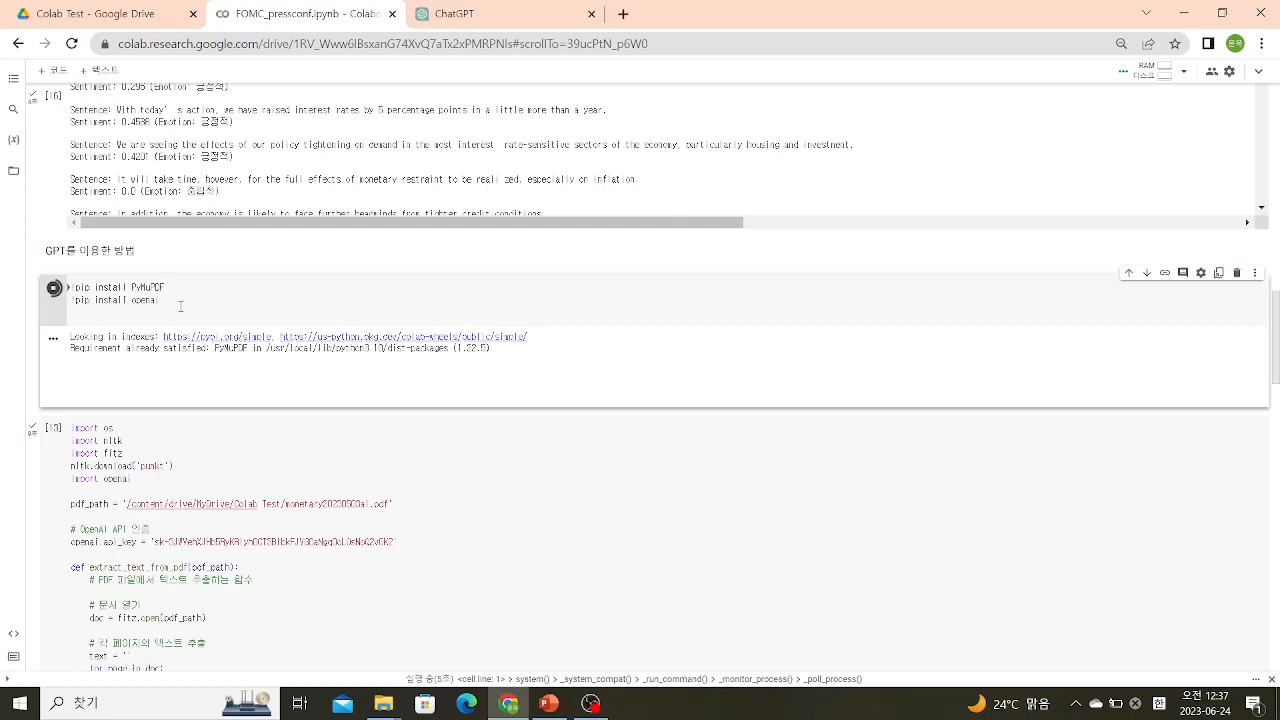 Colab Test - Google
FOMC_pressconf.ipynb - Colabo
ChatGPT
colab.research.google.com/drive/
+ 코드 + 텍스트
RAM
디스크
[16]
Sentiment: 0.296 (Emotion: 긍정적)
Sentence: With today's action, we have raised interest rates by 5 percentage points in a little more than a year.
Sentiment: 0.4588 (Emotion: 긍정적)
Sentence: We are seeing the effects of our policy tightening on demand in the most interest rate-sensitive sectors of the economy, particularly housing and investment.
Sentiment: 0.4201 (Emotion: 긍정적)
Sentence: It will take time, however, for the full effects of monetary restraint to be realized, especially on inflation.
Sentiment: 0.0 (Emotion: 중립적)
Sentence: In addition, the economy is likely to face further headwinds from tighter credit conditions.
GPT를 이용한 방법
!pip install PyMuPDF
!pip install openai
Looking in indexes: https://pypi.org/simple, https://us-python.pkg.dev/colab-wheels/public/simple/
Requirement already satisfied: PyMuPDF in /usr/local/lib/python3.10/dist-packages (1.22.5)
[13]
import os
import nltk
import fitz
nltk.download('punkt')
import openai
pdf_path = '/content/drive/MyDrive/Colab Test/monetary20230503a1.pdf'
# OpenAI API 인증
openai.api_key =
def extract_text_from_pdf(pdf_path):
# PDF 파일에서 텍스트 추출하는 함수
# 문서 열기
doc = fitz.open(pdf_path)
# 각 페이지의 텍스트 추출
text = ''
for page in doc:
실행 중(5초) <cell line: 1> > system() > _system_compat() > _run_command() > _monitor_process() > _poll_process()
찾기
24°C 맑음
한
오전 12:37
2023-06-24